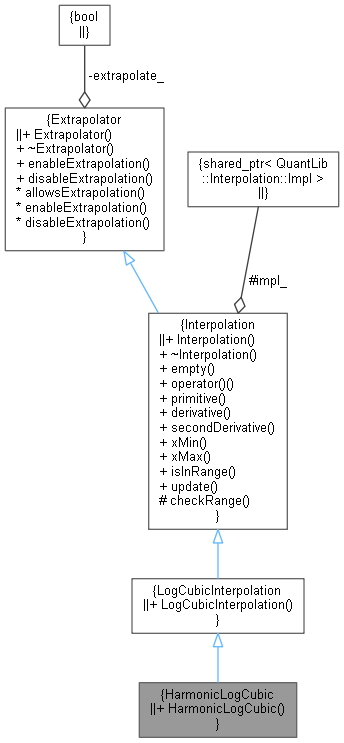 {bool
||}
-extrapolate_
{Extrapolator
||+ Extrapolator()
+ ~Extrapolator()
+ enableExtrapolation()
+ disableExtrapolation()
* allowsExtrapolation()
* enableExtrapolation()
* disableExtrapolation()
}
{shared_ptr< QuantLib
::Interpolation::Impl >
||}
#impl_
{Interpolation
||+ Interpolation()
+ ~Interpolation()
+ empty()
+ operator()()
+ primitive()
+ derivative()
+ secondDerivative()
+ xMin()
+ xMax()
+ isInRange()
+ update()
# checkRange()
}
{LogCubicInterpolation
||+ LogCubicInterpolation()
}
{HarmonicLogCubic
||+ HarmonicLogCubic()
}